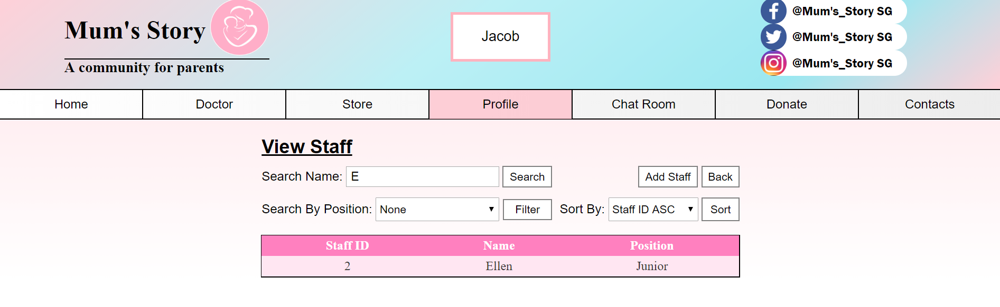 Mum's Story
A community for parents
Jacob
@Mum's_Story SG
@Mum's_Story SG
@Mum's_Story SG
Home Doctor Store Profile Chat Room Donate Contacts
View Staff
Search Name: E Search Add Staff Back
Search By Position: None Filter Sort By: Staff ID ASC Sort
Staff ID Name Position
2 Ellen Junior